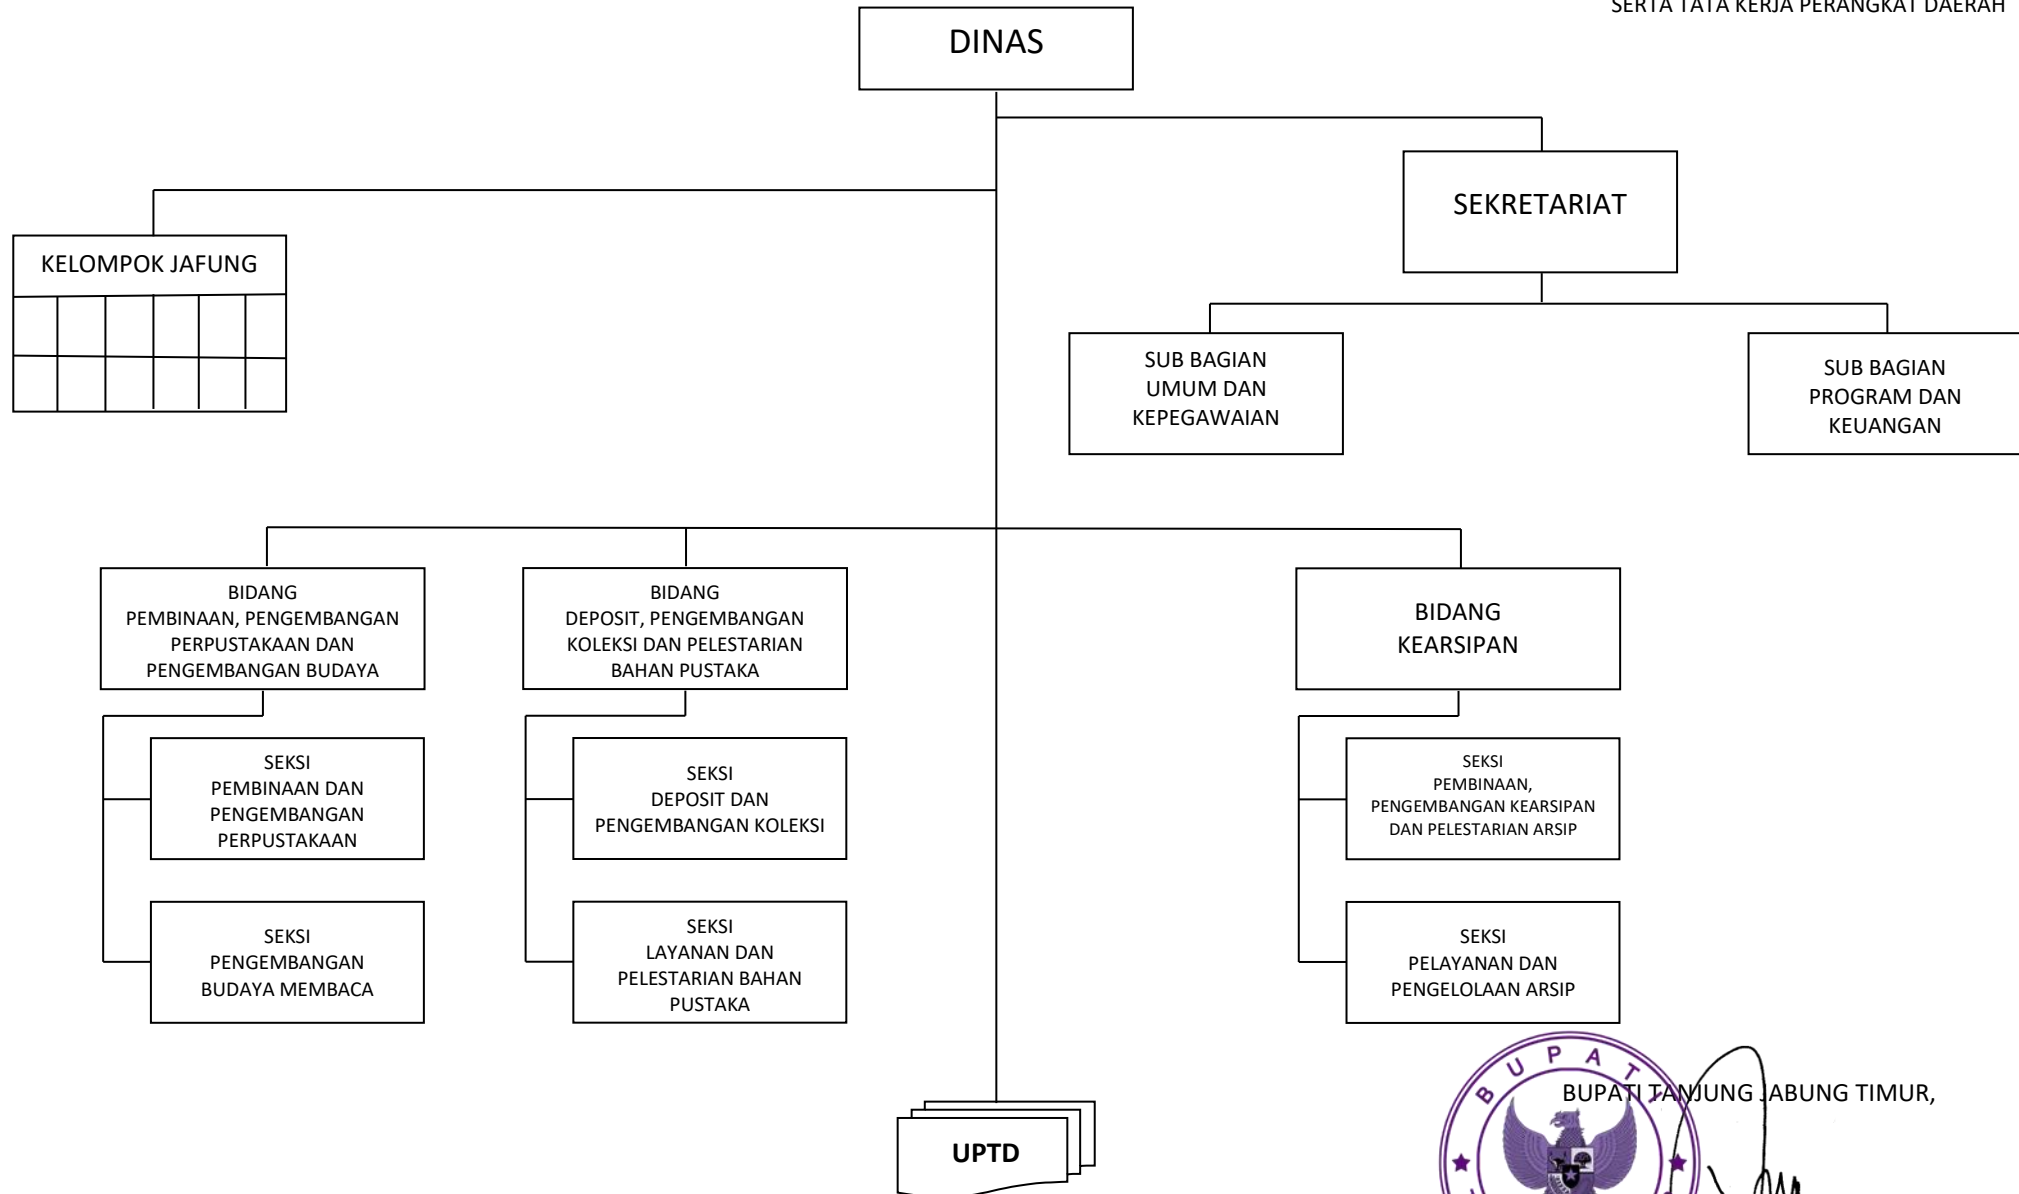 SERTA TATA KERJA PERANGKAT DAERAH
DINAS
SEKRETARIAT
KELOMPOK JAFUNG
SUB BAGIAN
UMUM DAN
KEPEGAWAIAN
SUB BAGIAN
PROGRAM DAN
KEUANGAN
BIDANG
PEMBINAAN, PENGEMBANGAN
PERPUSTAKAAN DAN
PENGEMBANGAN BUDAYA
BIDANG
DEPOSIT, PENGEMBANGAN
KOLEKSI DAN PELESTARIAN
BAHAN PUSTAKA
BIDANG
KEARSIPAN
SEKSI
PEMBINAAN DAN
PENGEMBANGAN
PERPUSTAKAAN
SEKSI
DEPOSIT DAN
PENGEMBANGAN KOLEKSI
SEKSI
PEMBINAAN,
PENGEMBANGAN KEARSIPAN
DAN PELESTARIAN ARSIP
SEKSI
PENGEMBANGAN
BUDAYA MEMBACA
SEKSI
LAYANAN DAN
PELESTARIAN BAHAN
PUSTAKA
SEKSI
PELAYANAN DAN
PENGELOLAAN ARSIP
BUPATI
BUPATI TANJUNG JABUNG TIMUR,
UPTD